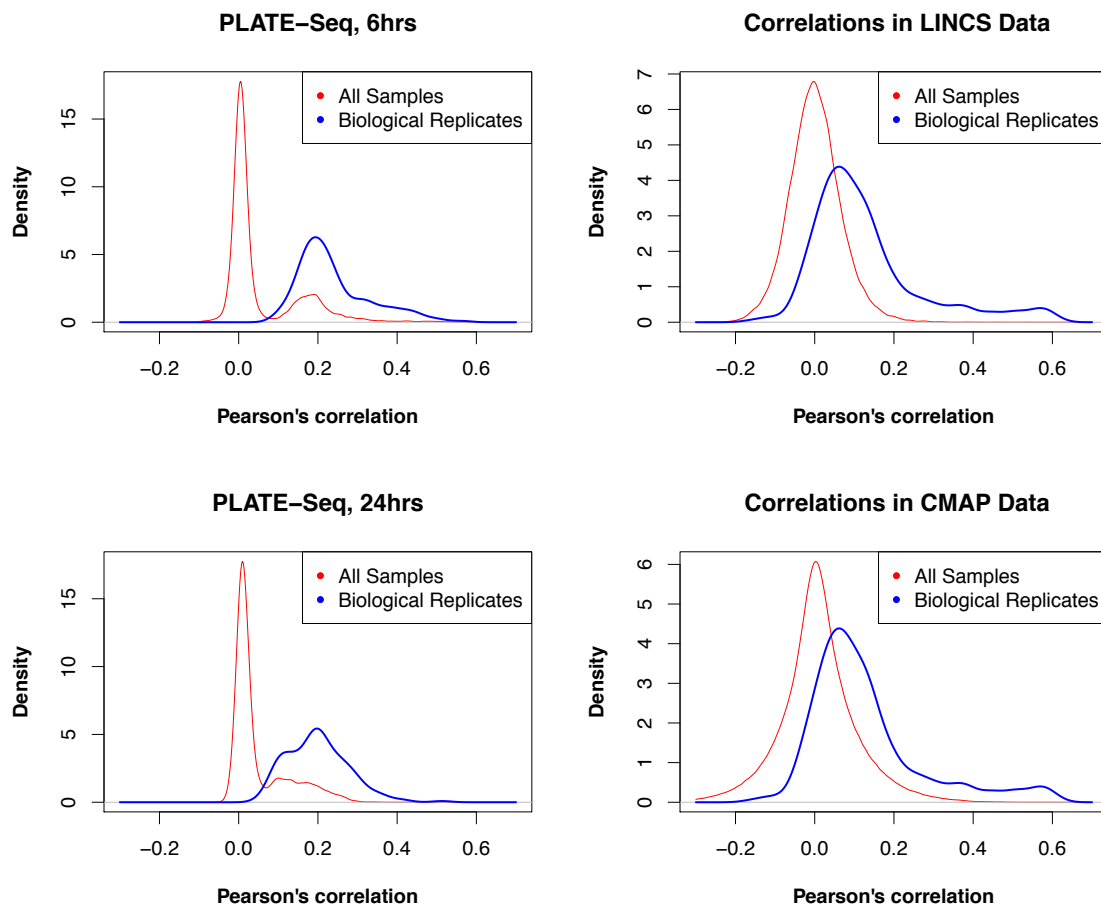 PLATE−Seq, 6hrs
All Samples
Biological Replicates
Density
15
10
5
0
−0.2 0.0 0.2 0.4 0.6
Pearson's correlation
Correlations in LINCS Data
All Samples
Biological Replicates
Density
7
6
5
4
3
2
1
0
−0.2 0.0 0.2 0.4 0.6
Pearson's correlation
PLATE−Seq, 24hrs
All Samples
Biological Replicates
Density
15
10
5
0
−0.2 0.0 0.2 0.4 0.6
Pearson's correlation
Correlations in CMAP Data
All Samples
Biological Replicates
Density
6
5
4
3
2
1
0
−0.2 0.0 0.2 0.4 0.6
Pearson's correlation